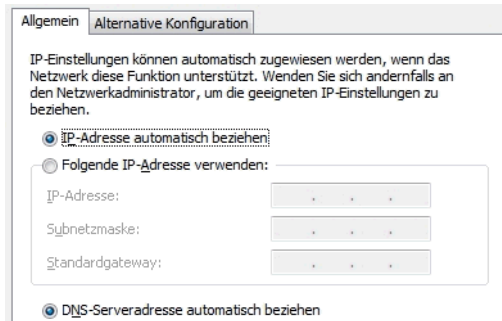 Allgemein
Alternative Konfiguration
IP-Einstellungen können automatisch zugewiesen werden, wenn das
Netzwerk diese Funktion unterstützt. Wenden Sie sich andernfalls an
den Netzwerkadministrator, um die geeigneten IP-Einstellungen zu
beziehen.
IP-Adresse automatisch beziehen
Folgende IP-Adresse verwenden:
IP-Adresse:
Subnetzmaske:
Standardgateway:
DNS-Serveradresse automatisch beziehen